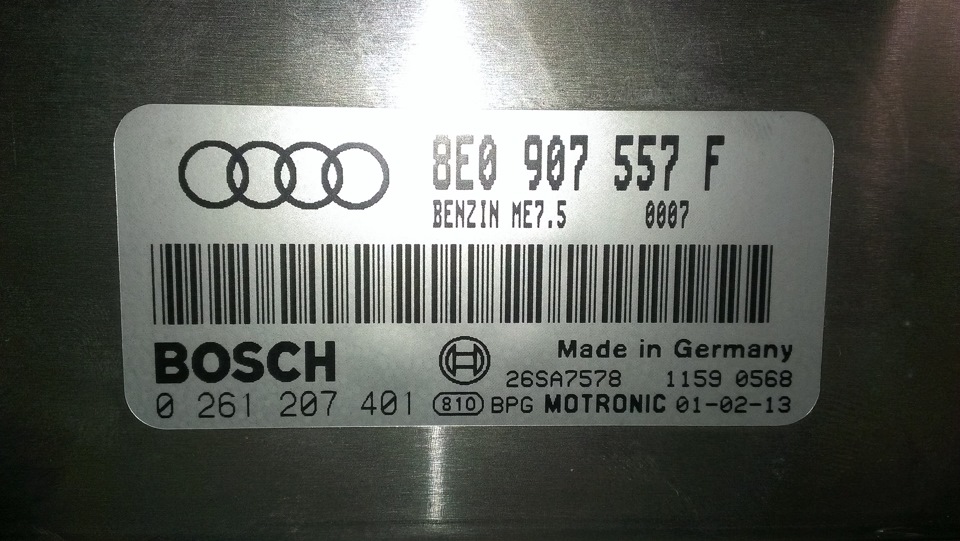 8E0 907 557 F
BENZIN ME7.5 0007
BOSCH
Made in Germany
26SA7578 1159 0568
0 261 207 401 810 BPG MOTRONIC 01-02-13